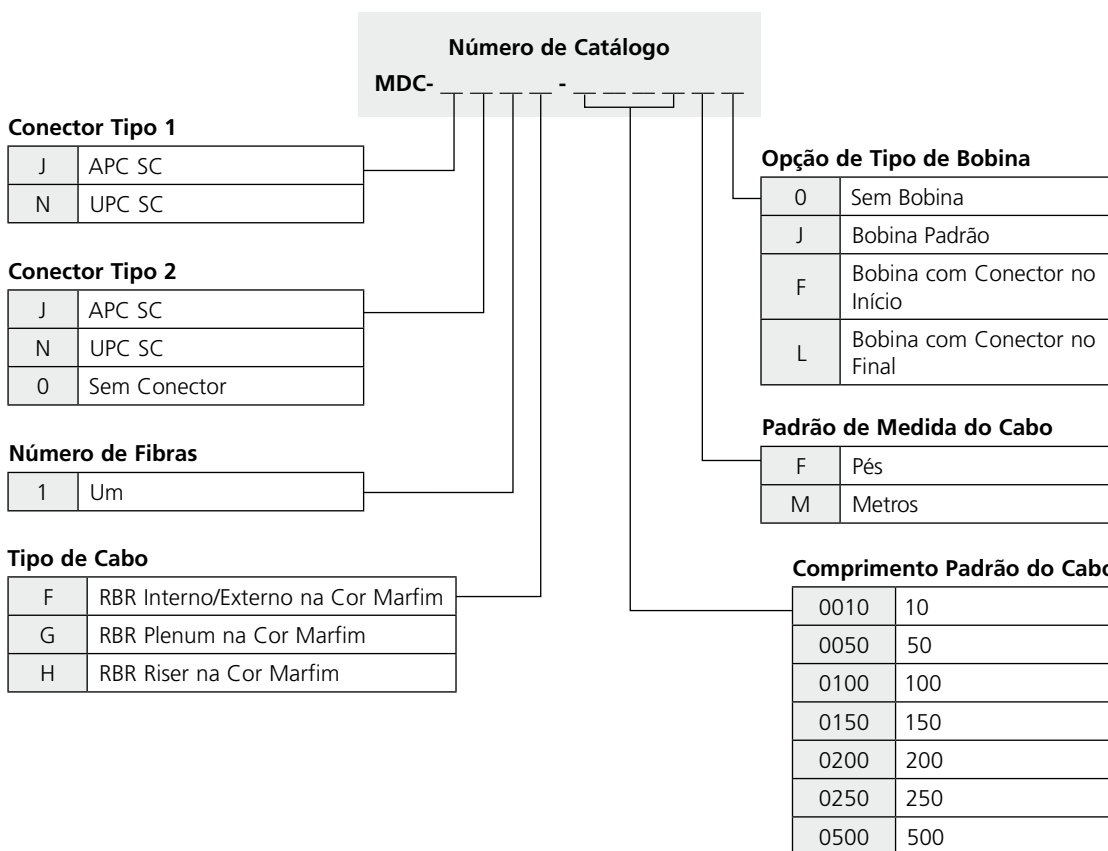 Número de Catálogo
MDC- _ _ _ _ - _ _ _ _ _ _
Conector Tipo 1
J APC SC
N UPC SC
Conector Tipo 2
J APC SC
N UPC SC
0 Sem Conector
Número de Fibras
1 Um
Tipo de Cabo
F RBR Interno/Externo na Cor Marfim
G RBR Plenum na Cor Marfim
H RBR Riser na Cor Marfim
Opção de Tipo de Bobina
0 Sem Bobina
J Bobina Padrão
F Bobina com Conector no
Início
L Bobina com Conector no
Final
Padrão de Medida do Cabo
F Pés
M Metros
Comprimento Padrão do Cabo
0010 10
0050 50
0100 100
0150 150
0200 200
0250 250
0500 500